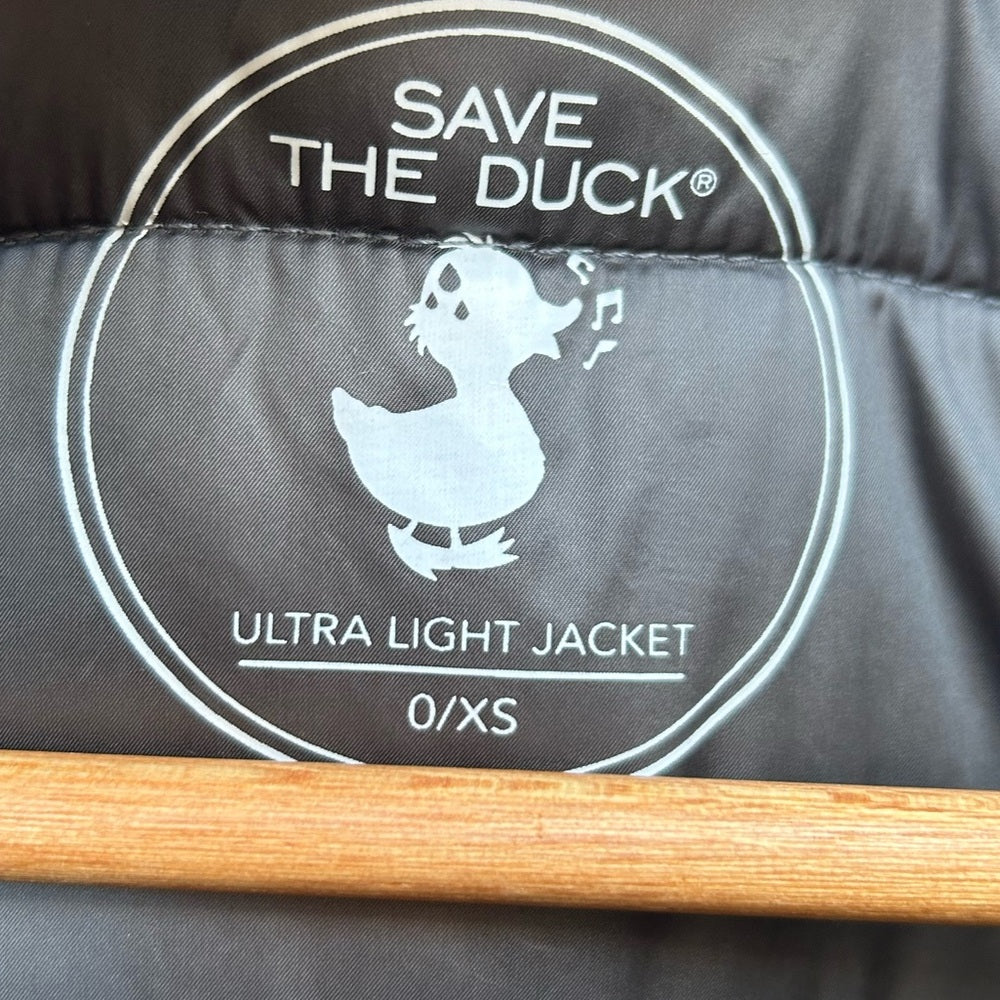 SAVE
THE DUCK®
ULTRA LIGHT JACKET
0/XS